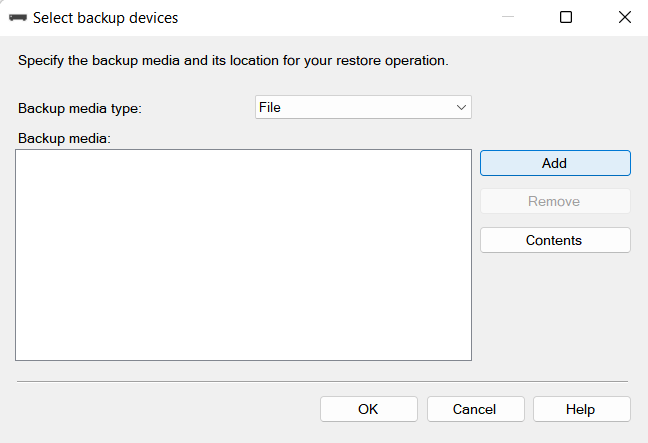 Select backup devices
Specify the backup media and its location for your restore operation.
Backup media type:
File
Backup media:
Add
Remove
Contents
OK
Cancel
Help